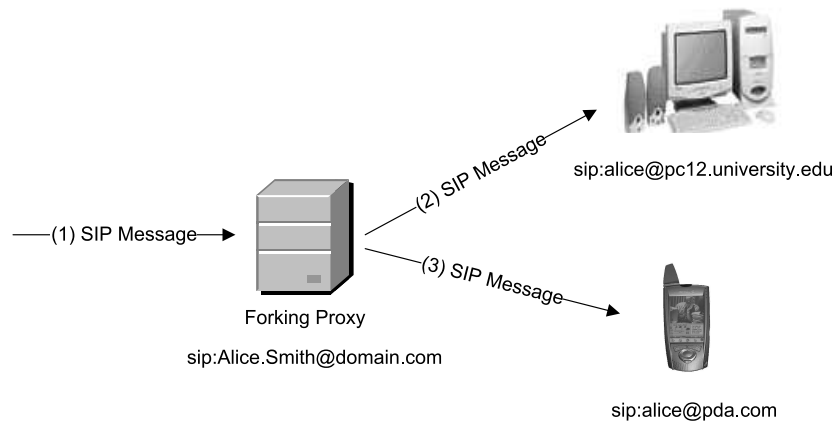 (1) SIP Message
Forking Proxy
sip:Alice.Smith@domain.com
(2) SIP Message
sip:alice@pc12.university.edu
(3) SIP Message
sip:alice@pda.com